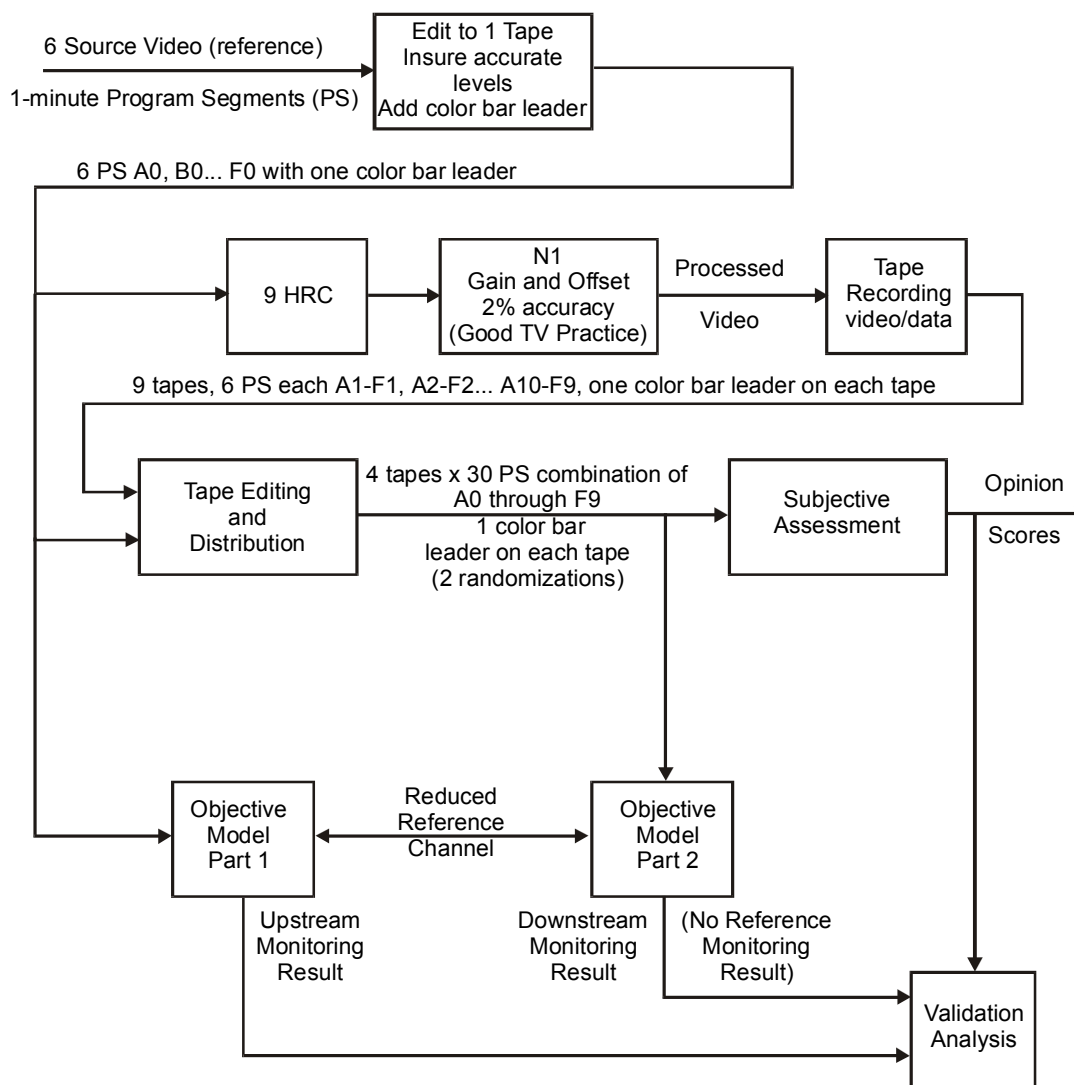 6 Source Video (reference)
1-minute Program Segments (PS)
Edit to 1 Tape
Insure accurate
levels
Add color bar leader
6 PS A0, B0... F0 with one color bar leader
9 HRC
N1
Gain and Offset
2% accuracy
(Good TV Practice)
Processed
Video
Tape
Recording
video/data
9 tapes, 6 PS each A1-F1, A2-F2... A10-F9, one color bar leader on each tape
Tape Editing
and
Distribution
4 tapes x 30 PS combination of
A0 through F9
1 color bar
leader on each tape
(2 randomizations)
Subjective
Assessment
Opinion
Scores
Objective
Model
Part 1
Reduced
Reference
Channel
Objective
Model
Part 2
Upstream
Monitoring
Result
Downstream
Monitoring
Result
(No Reference
Monitoring
Result)
Validation
Analysis